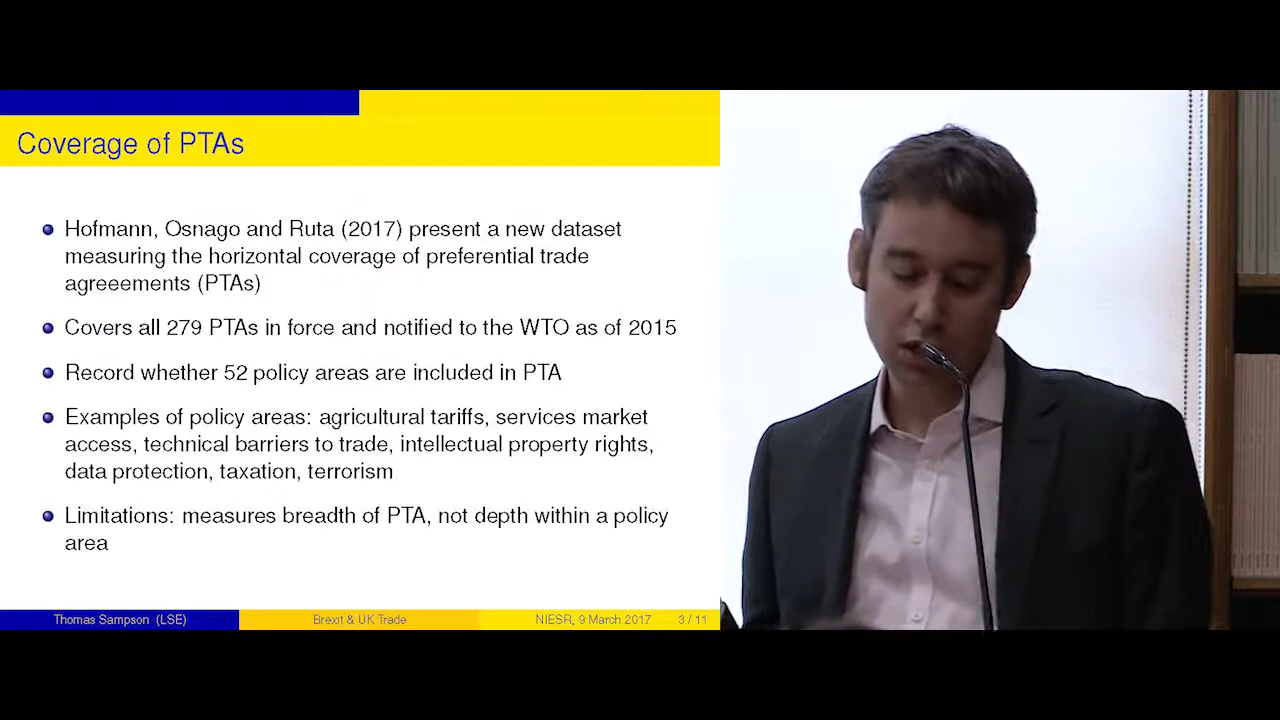 Coverage of PTAs
Hofmann, Osnago and Ruta (2017) present a new dataset
measuring the horizontal coverage of preferential trade
agreeements (PTAs)
Covers all 279 PTAs in force and notified to the WTO as of 2015
Record whether 52 policy areas are included in PTA
Examples of policy areas: agricultural tariffs, services market
access, technical barriers to trade, intellectual property rights,
data protection, taxation, terrorism
Limitations: measures breadth of PTA, not depth within a policy
area
Thomas Sampson (LSE) Brexit & UK Trade NIESR, 9 March 2017 3 / 11